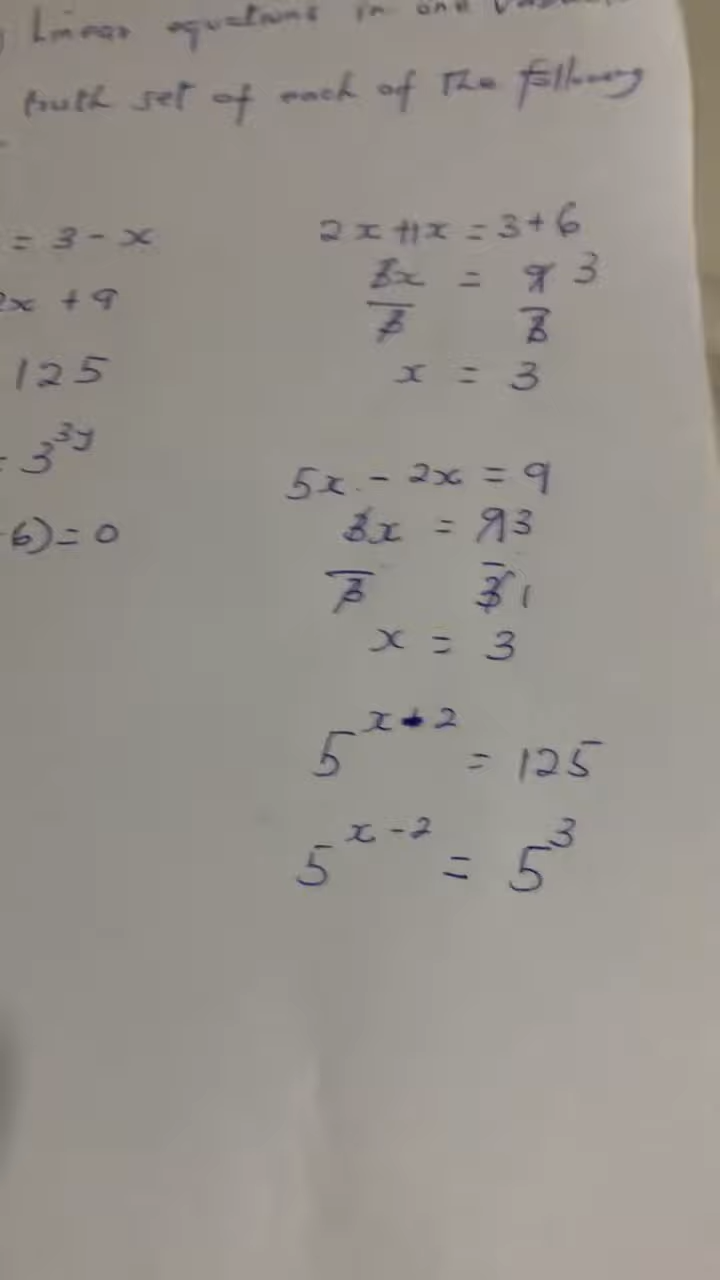 Linear equations in one
truth set of each of the following
= 3 - x
2x + 9
125
= 3^3y
6) = 0
2x + 1x = 3 + 6
3x = 9 3
3 3
x = 3
5x - 2x = 9
3x = 9 3
3 3 1
x = 3
5^x-2 = 125
5^x-2 = 5^3